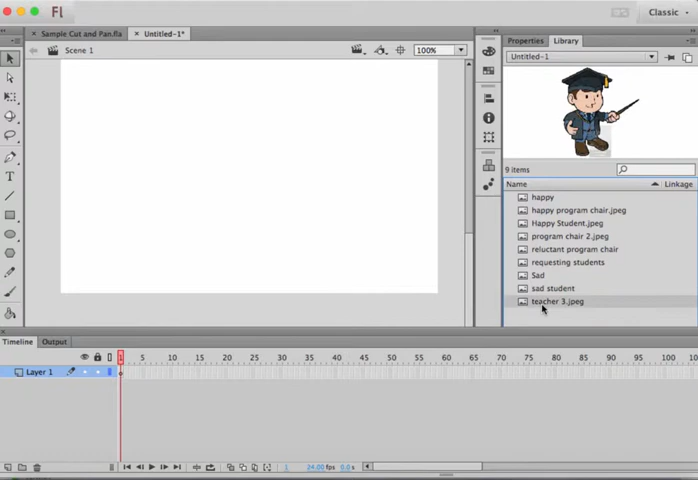 Fl
Classic
Sample Cut and Pan.fla
Untitled-1*
Scene 1
100%
Properties
Library
Untitled-1
9 items
Name
Linkage
happy
happy program chair.jpeg
Happy Student.jpeg
program chair 2.jpeg
reluctant program chair
requesting students
Sad
sad student
teacher 3.jpeg
Timeline
Output
1 5 10 15 20 25 30 35 40 45 50 55 60 65 70 75 80 85 90 95 100 10
Layer 1
1 24.00 fps 0.0 s